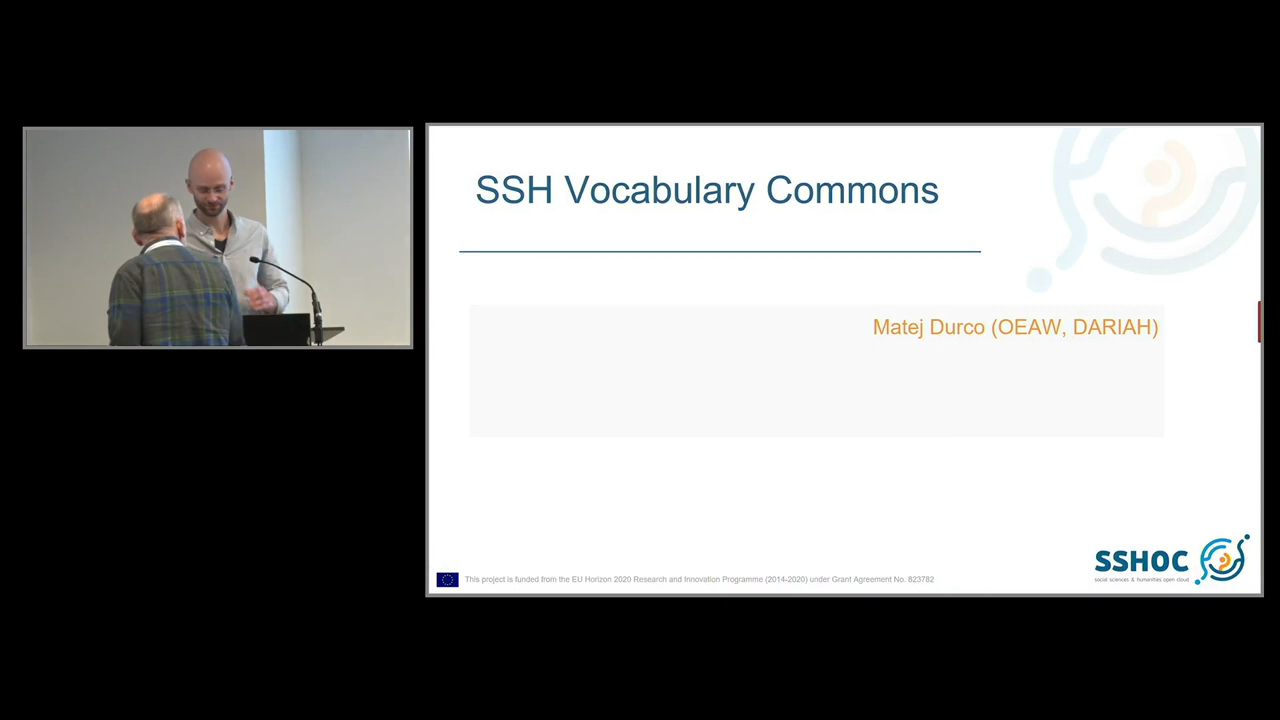 SSH Vocabulary Commons
Matej Durco (OEAW, DARIAH)
SSHOC
social sciences & humanities open cloud
This project is funded from the EU Horizon 2020 Research and Innovation Programme (2014-2020) under Grant Agreement No. 823782